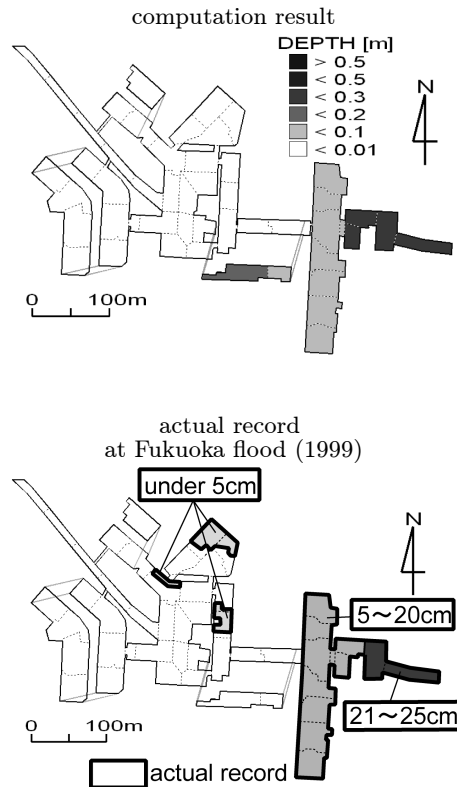 computation result
DEPTH [m]
> 0.5
< 0.5
< 0.3
< 0.2
< 0.1
< 0.01
N
0 100m
actual record
at Fukuoka flood (1999)
under 5cm
N
5～20cm
21～25cm
0 100m
actual record